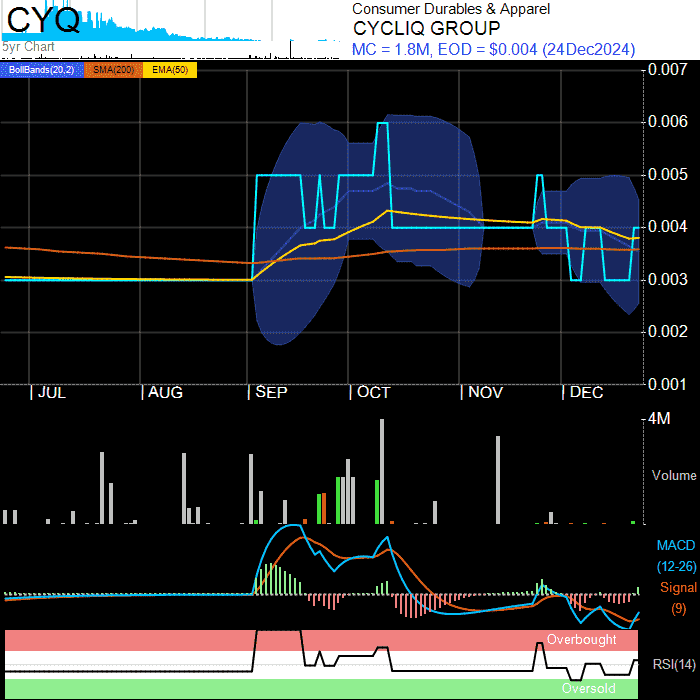 CYQ
5yr Chart
Consumer Durables & Apparel
CYCLIQ GROUP
MC = 1.8M, EOD = $0.004 (24Dec2024)
BollBands(20,2) SMA(200) EMA(50)
0.007
0.006
0.005
0.004
0.003
0.002
0.001
JUL AUG SEP OCT NOV DEC
4M
Volume
MACD
(12-26)
Signal
(9)
Overbought
RSI(14)
Oversold